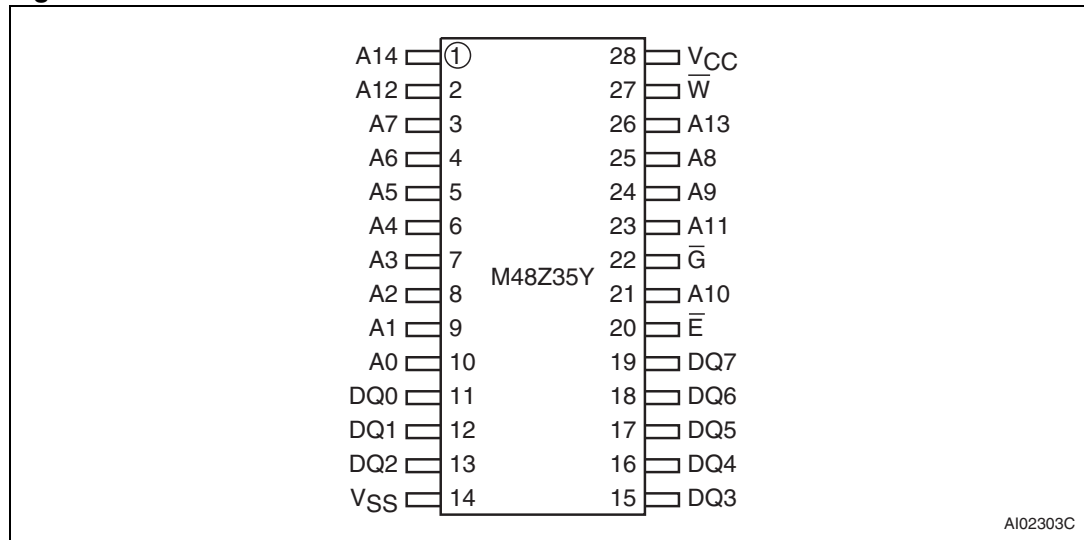 A14 1 28 VCC
A12 2 27 W̅
A7 3 26 A13
A6 4 25 A8
A5 5 24 A9
A4 6 23 A11
A3 7 22 G̅
M48Z35Y
A2 8 21 A10
A1 9 20 E̅
A0 10 19 DQ7
DQ0 11 18 DQ6
DQ1 12 17 DQ5
DQ2 13 16 DQ4
VSS 14 15 DQ3
AI02303C